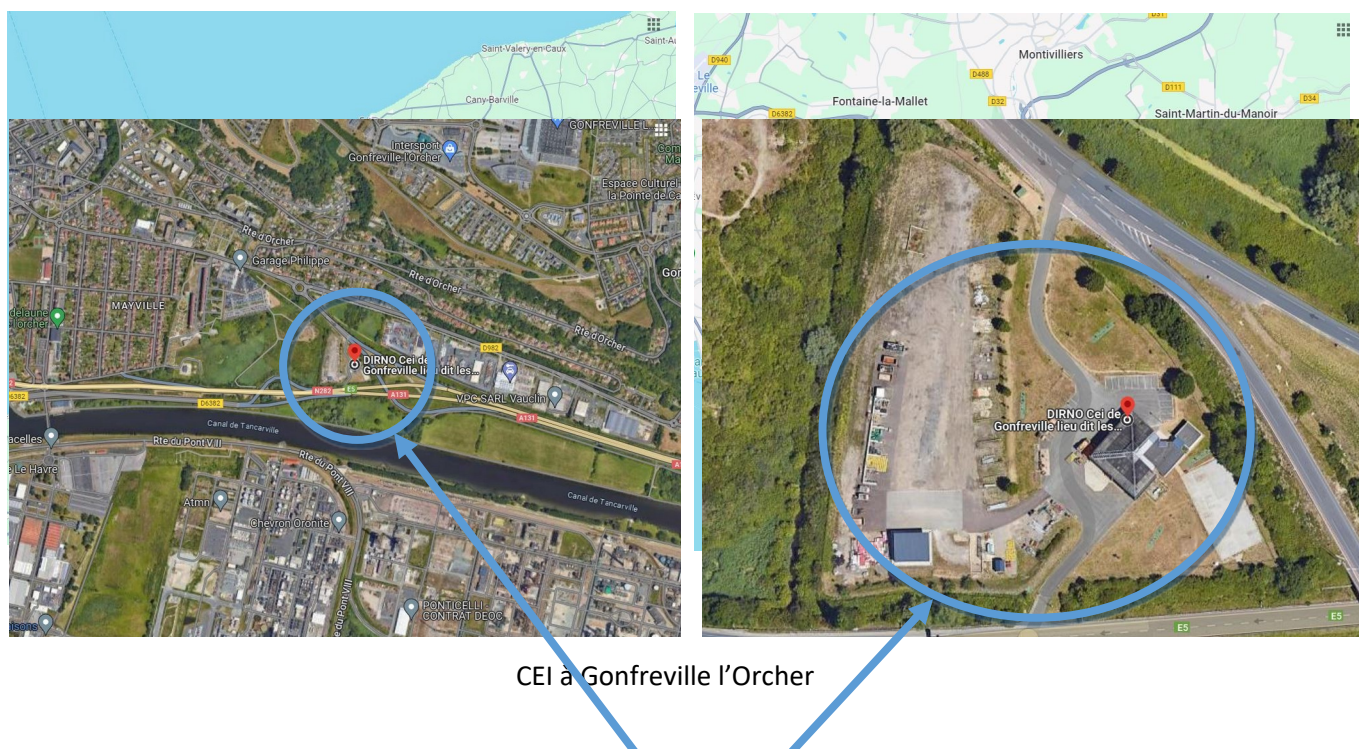 Saint-Valery-en-Caux
Cany-Barville
GONFREVILLE L...
Intersport
Gonfreville l'Orcher
Espace Culturel
la Pointe de Ca
Rte d'Orcher
Garage Philippe
Rte d'Orcher
MAYVILLE
Rte d'Orcher
D982
DIRNO Cei de
Gonfreville lieu dit les...
N282
E5
A131
VPC SARL Vauclin
D6382
A131
Canal de Tancarville
Rte du Pont VIII
Rte du Pont VIII
Le Havre
Atmn
Canal de Tancarville
Chevron Oronite
PONTICELLI
CONTRAT DEOC
D31
Montivilliers
D940
D488
D111
Fontaine-la-Mallet
D32
D34
D6382
Saint-Martin-du-Manoir
DIRNO Cei de
Gonfreville lieu dit les...
E5
E5
CEI à Gonfreville l'Orcher